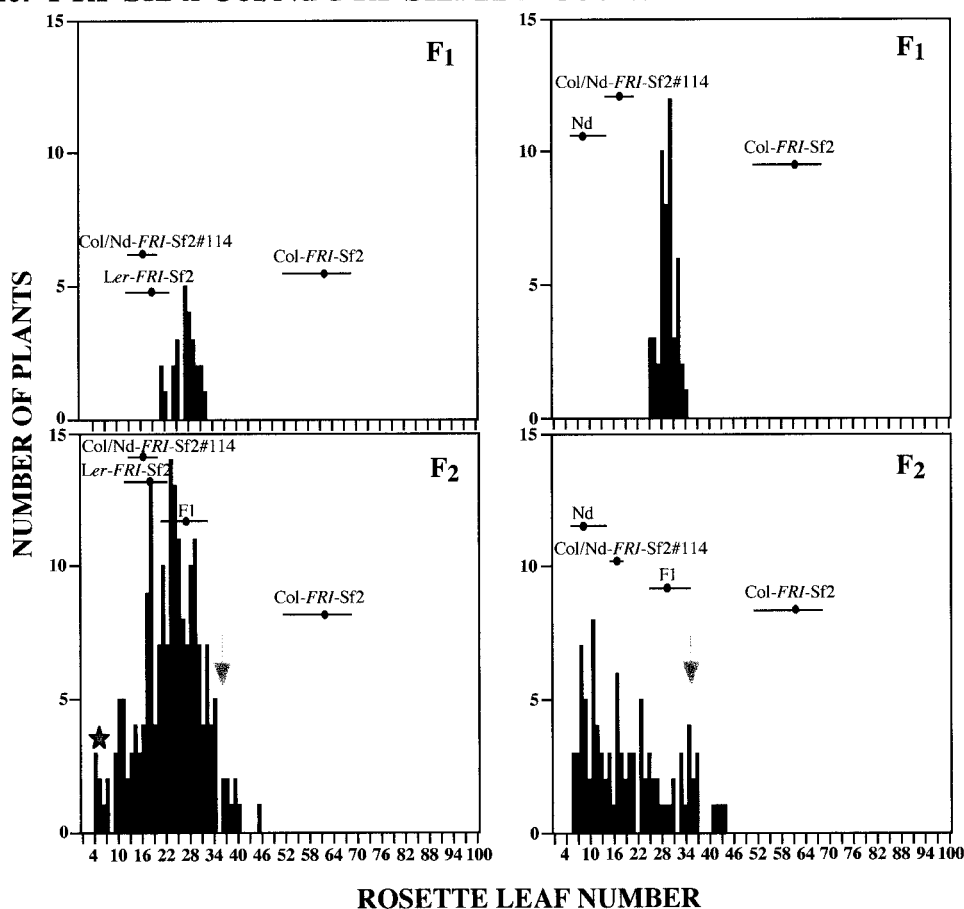 F1
15
10
5
0
Col/Nd-FRI-Sf2#114
Ler-FRI-Sf2
Col-FRI-Sf2
F1
15
10
5
0
Col/Nd-FRI-Sf2#114
Nd
Col-FRI-Sf2
NUMBER OF PLANTS
F2
15
10
5
0
Col/Nd-FRI-Sf2#114
Ler-FRI-Sf2
F1
Col-FRI-Sf2
4 10 16 22 28 34 40 46 52 58 64 70 76 82 88 94 100
F2
15
10
5
0
Nd
Col/Nd-FRI-Sf2#114
F1
Col-FRI-Sf2
4 10 16 22 28 34 40 46 52 58 64 70 76 82 88 94 100
ROSETTE LEAF NUMBER